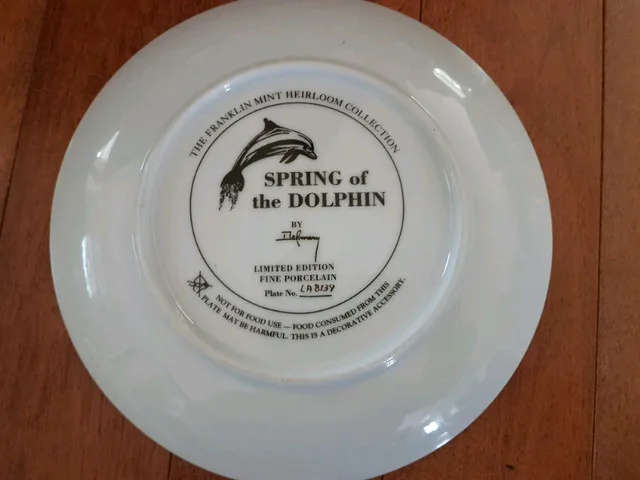 THE FRANKLIN MINT HEIRLOOM COLLECTION
SPRING of
the DOLPHIN
BY
LIMITED EDITION
FINE PORCELAIN
Plate No. LA8139
NOT FOR FOOD USE — FOOD CONSUMED FROM THIS
PLATE MAY BE HARMFUL. THIS IS A DECORATIVE ACCESSORY.